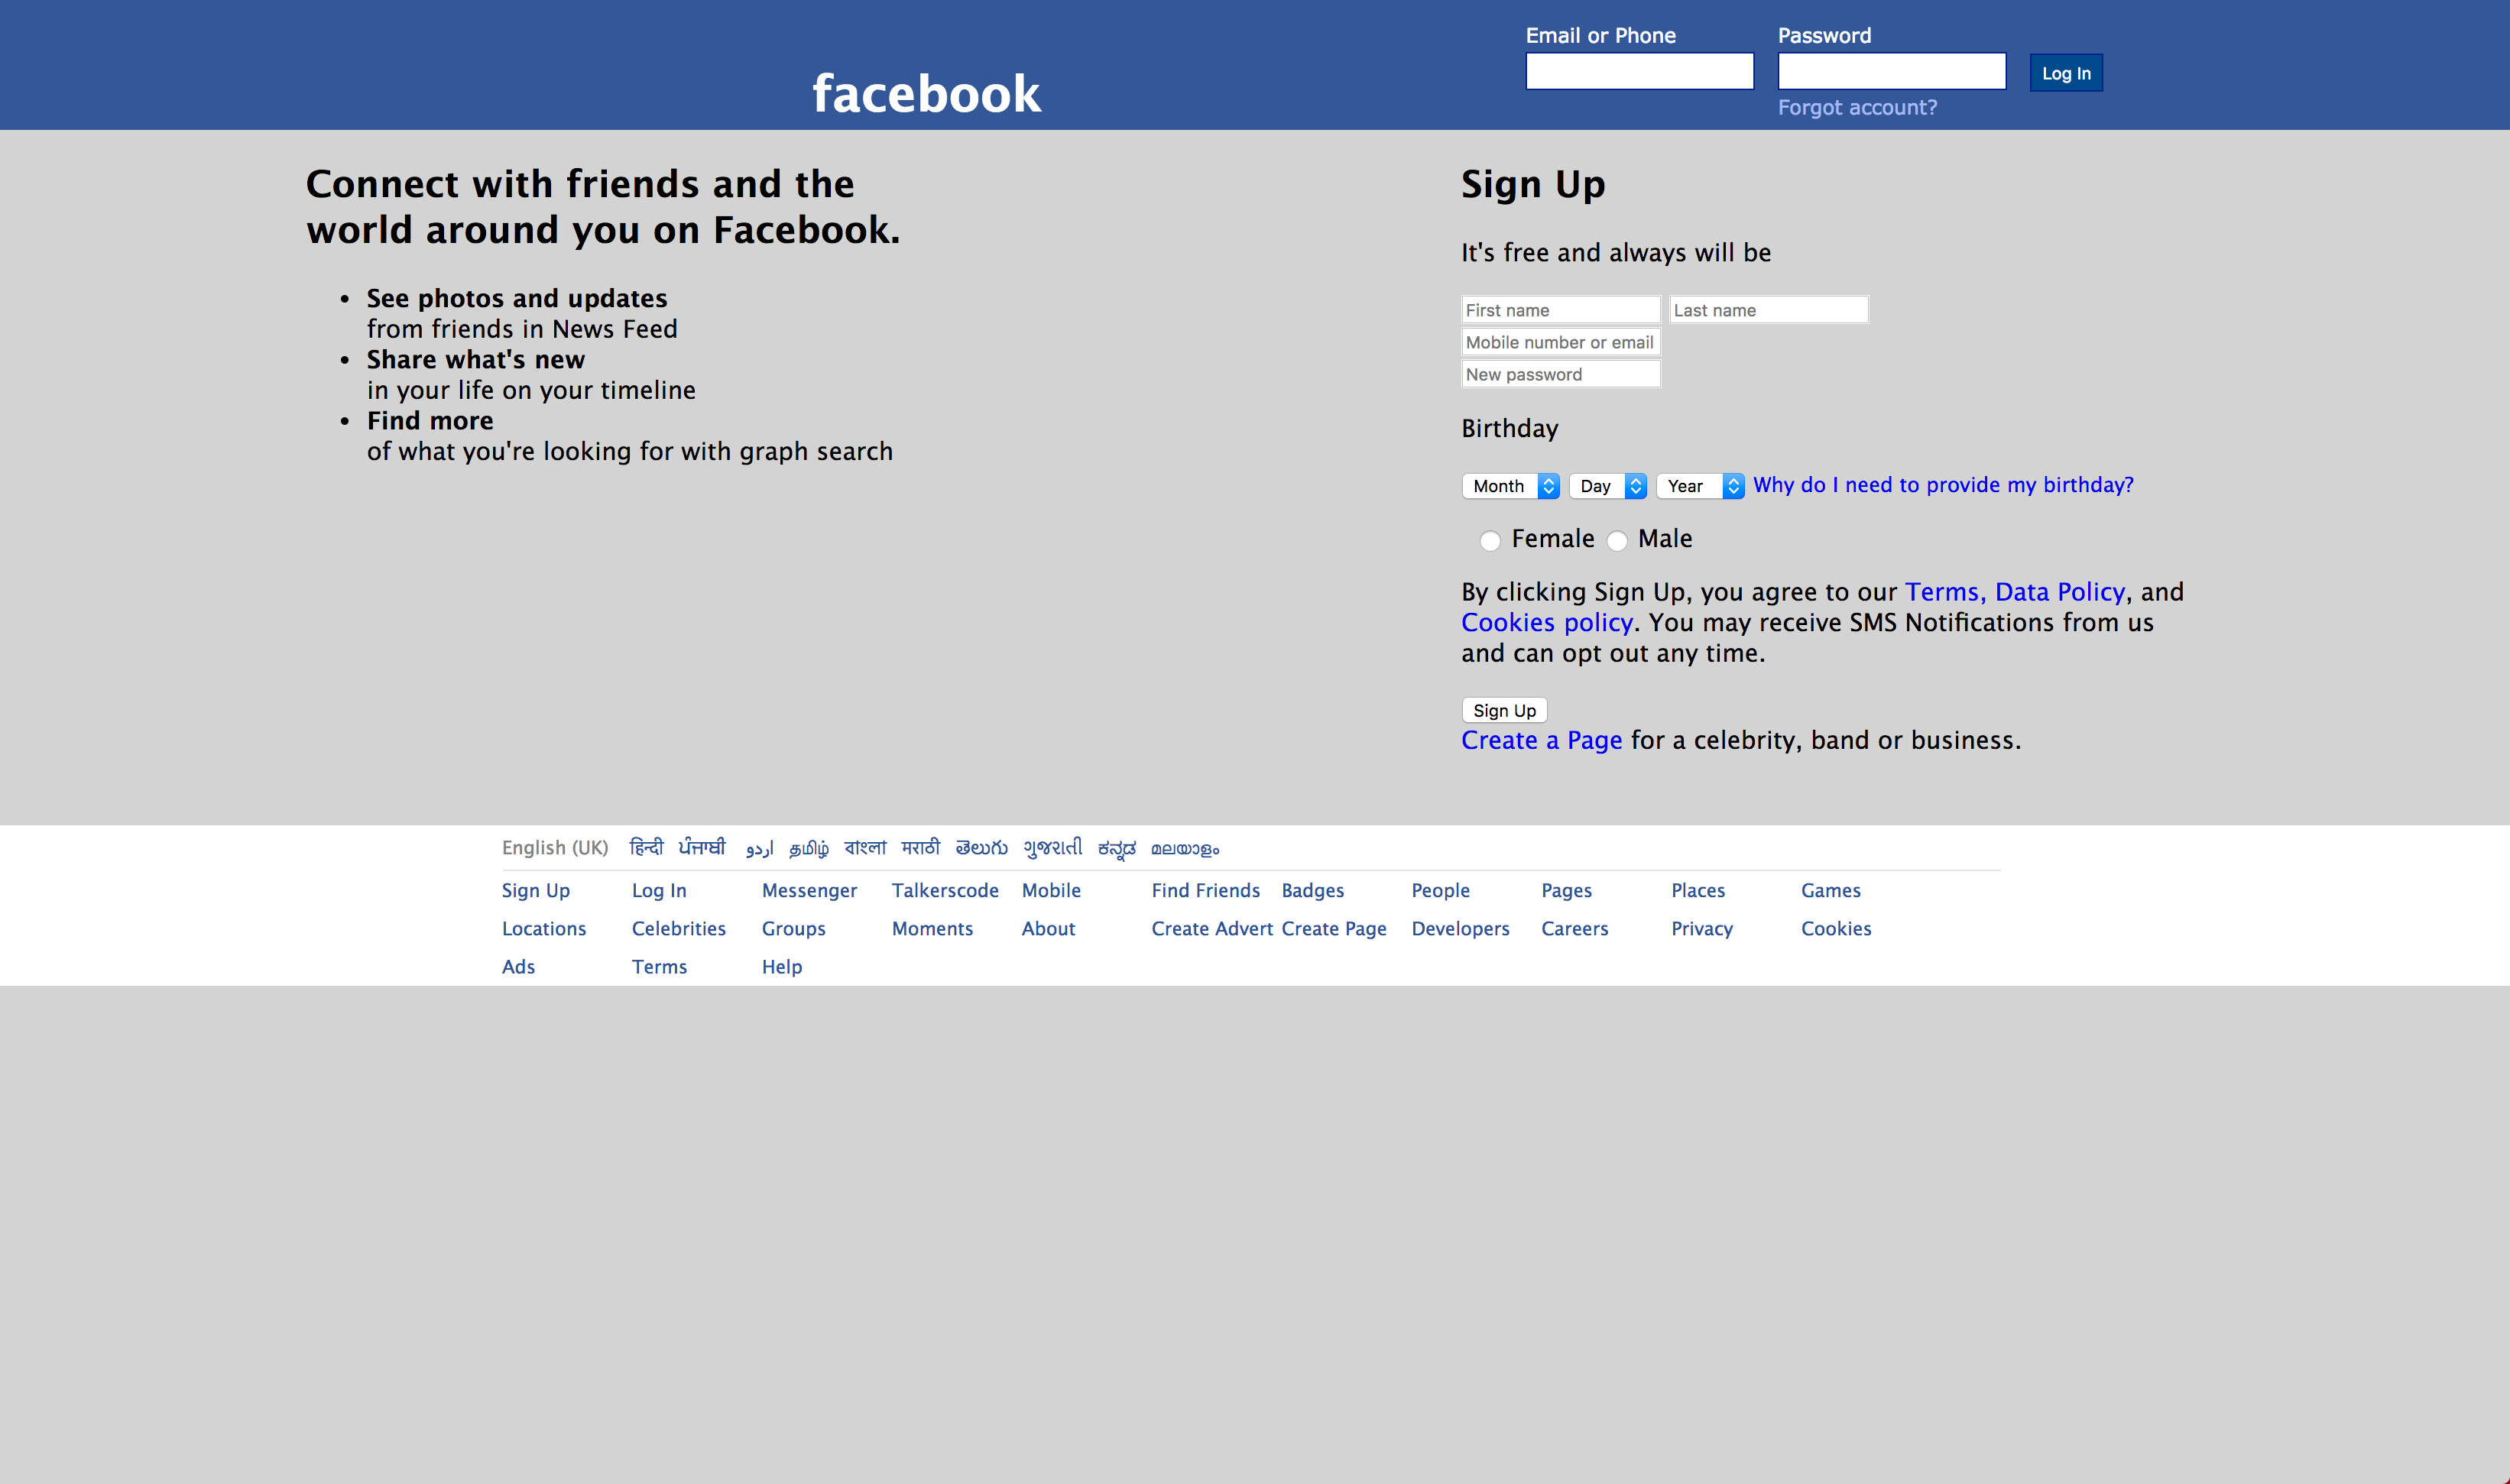 Email or Phone Password
Log In
facebook
Forgot account?
Connect with friends and the
world around you on Facebook.
See photos and updates
from friends in News Feed
Share what's new
in your life on your timeline
Find more
of what you're looking for with graph search
Sign Up
It's free and always will be
First name Last name
Mobile number or email
New password
Birthday
Month Day Year Why do I need to provide my birthday?
Female Male
By clicking Sign Up, you agree to our Terms, Data Policy, and
Cookies policy. You may receive SMS Notifications from us
and can opt out any time.
Sign Up
Create a Page for a celebrity, band or business.
English (UK) हिन्दी ਪੰਜਾਬੀ اردو தமிழ் বাংলা मराठी తెలుగు ગુજરાતી ಕನ್ನಡ മലയാളം
Sign Up Log In Messenger Talkerscode Mobile Find Friends Badges People Pages Places Games
Locations Celebrities Groups Moments About Create Advert Create Page Developers Careers Privacy Cookies
Ads Terms Help